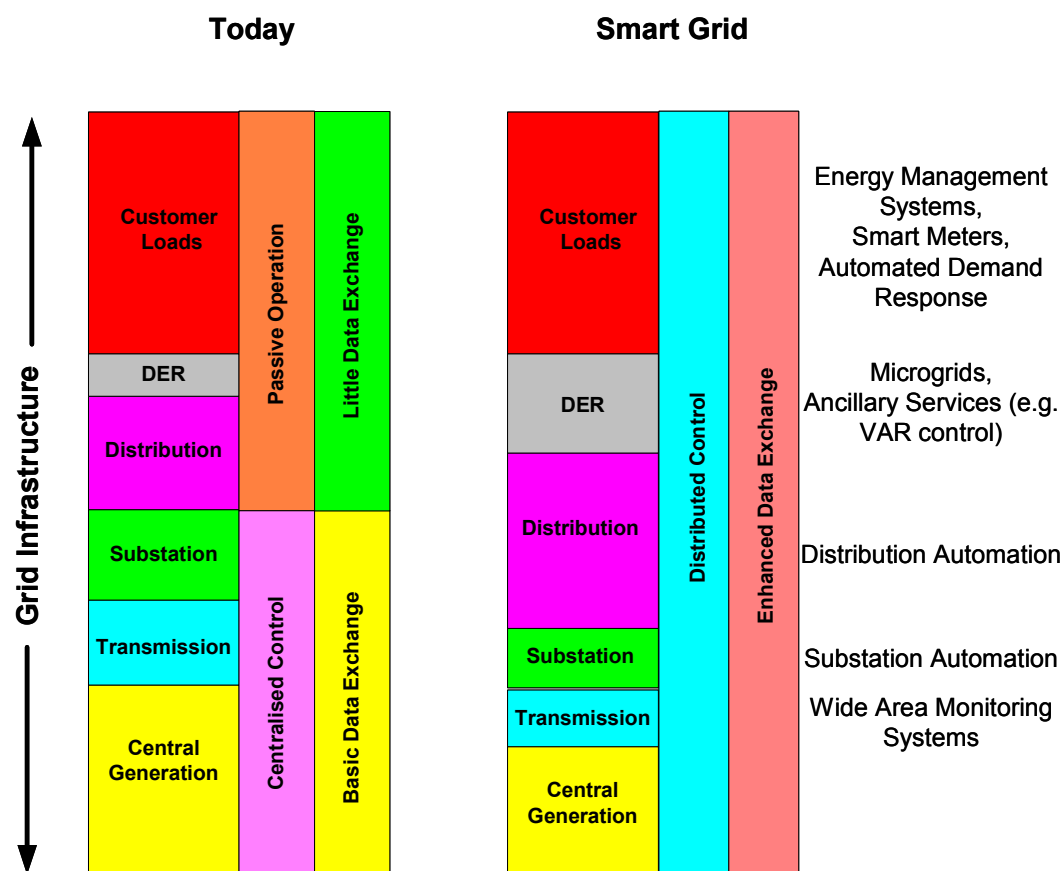 Today
Smart Grid
Grid Infrastructure
Customer
Loads
DER
Distribution
Substation
Transmission
Central
Generation
Passive Operation
Centralised Control
Little Data Exchange
Basic Data Exchange
Customer
Loads
DER
Distribution
Substation
Transmission
Central
Generation
Distributed Control
Enhanced Data Exchange
Energy Management
Systems,
Smart Meters,
Automated Demand
Response
Microgrids,
Ancillary Services (e.g.
VAR control)
Distribution Automation
Substation Automation
Wide Area Monitoring
Systems